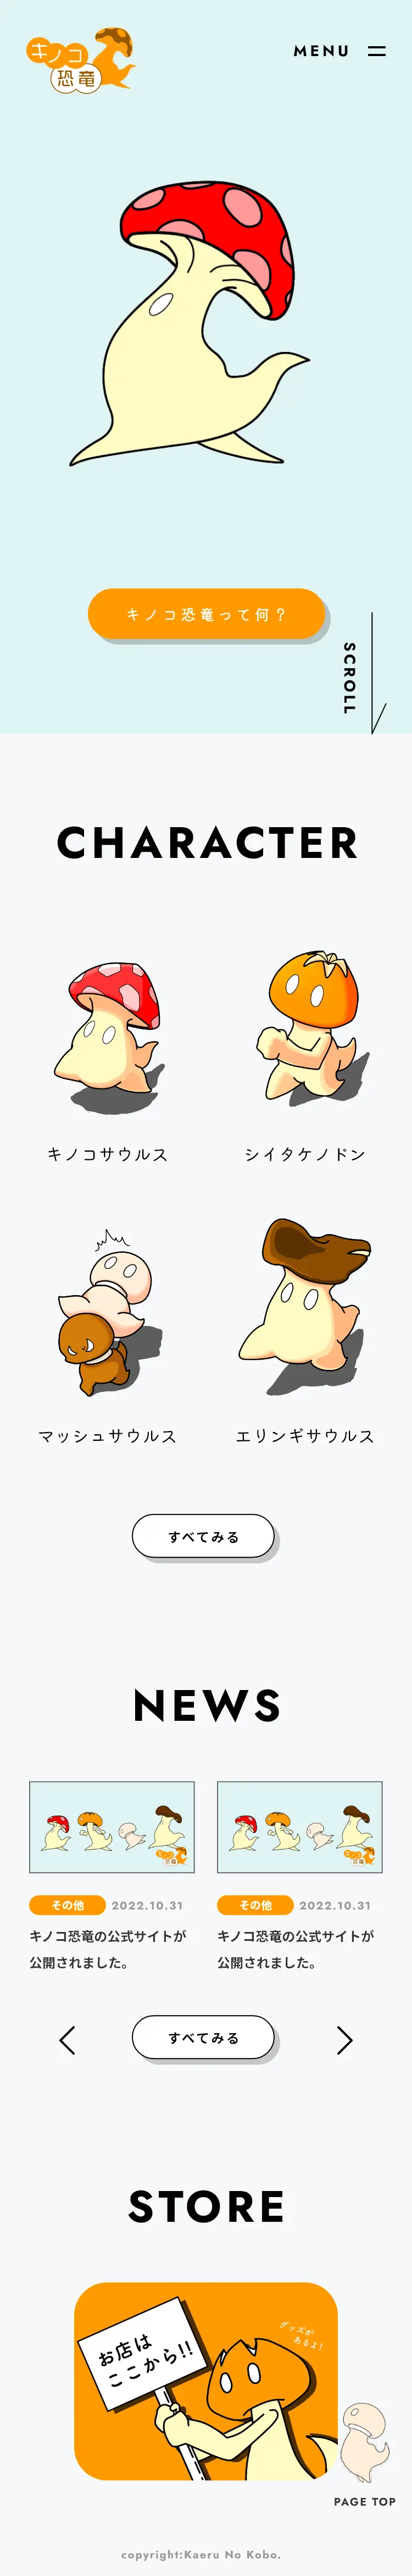 キノコ
恐竜
MENU
キノコ恐竜って何？
SCROLL
CHARACTER
キノコサウルス
シイタケノドン
マッシュサウルス
エリンギサウルス
すべてみる
NEWS
その他 2022.10.31
キノコ恐竜の公式サイトが
公開されました。
その他 2022.10.31
キノコ恐竜の公式サイトが
公開されました。
すべてみる
STORE
お店は
ここから!!
グッズが
あるよ！
PAGE TOP
copyright:Kaeru No Kobo.